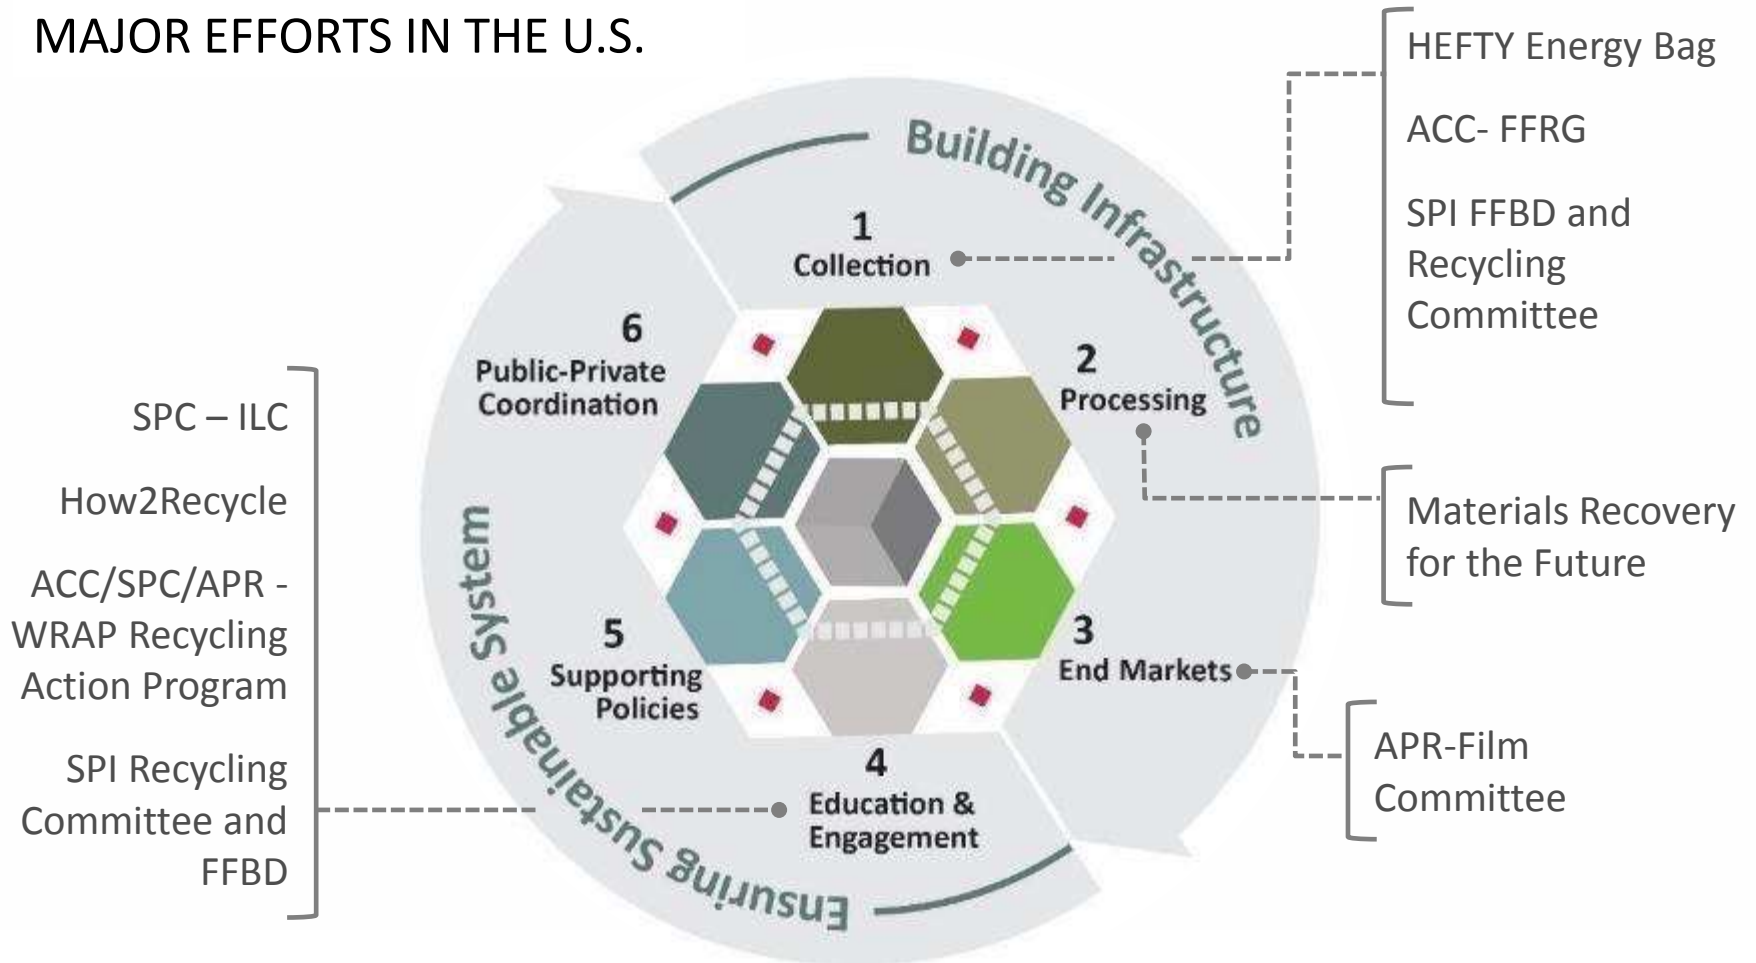 MAJOR EFFORTS IN THE U.S.
Building Infrastructure
1
Collection
HEFTY Energy Bag
ACC- FFRG
SPI FFBD and
Recycling
Committee
2
Processing
Materials Recovery
for the Future
3
End Markets
APR-Film
Committee
Ensuring Sustainable System
4
Education &
Engagement
SPC – ILC
How2Recycle
ACC/SPC/APR -
WRAP Recycling
Action Program
SPI Recycling
Committee and
FFBD
5
Supporting
Policies
6
Public-Private
Coordination